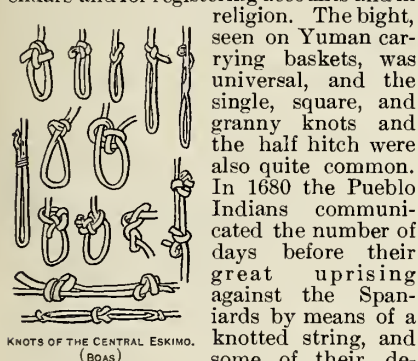 religion. The bight,
seen on Yuman car-
rying baskets, was
universal, and the
single, square, and
granny knots and
the half hitch were
also quite common.
In 1680 the Pueblo
Indians communi-
cated the number of
days before their
great uprising
against the Span-
iards by means of a
knotted string, and
some of their de-
KNOTS OF THE CENTRAL ESKIMO.
(BOAS)